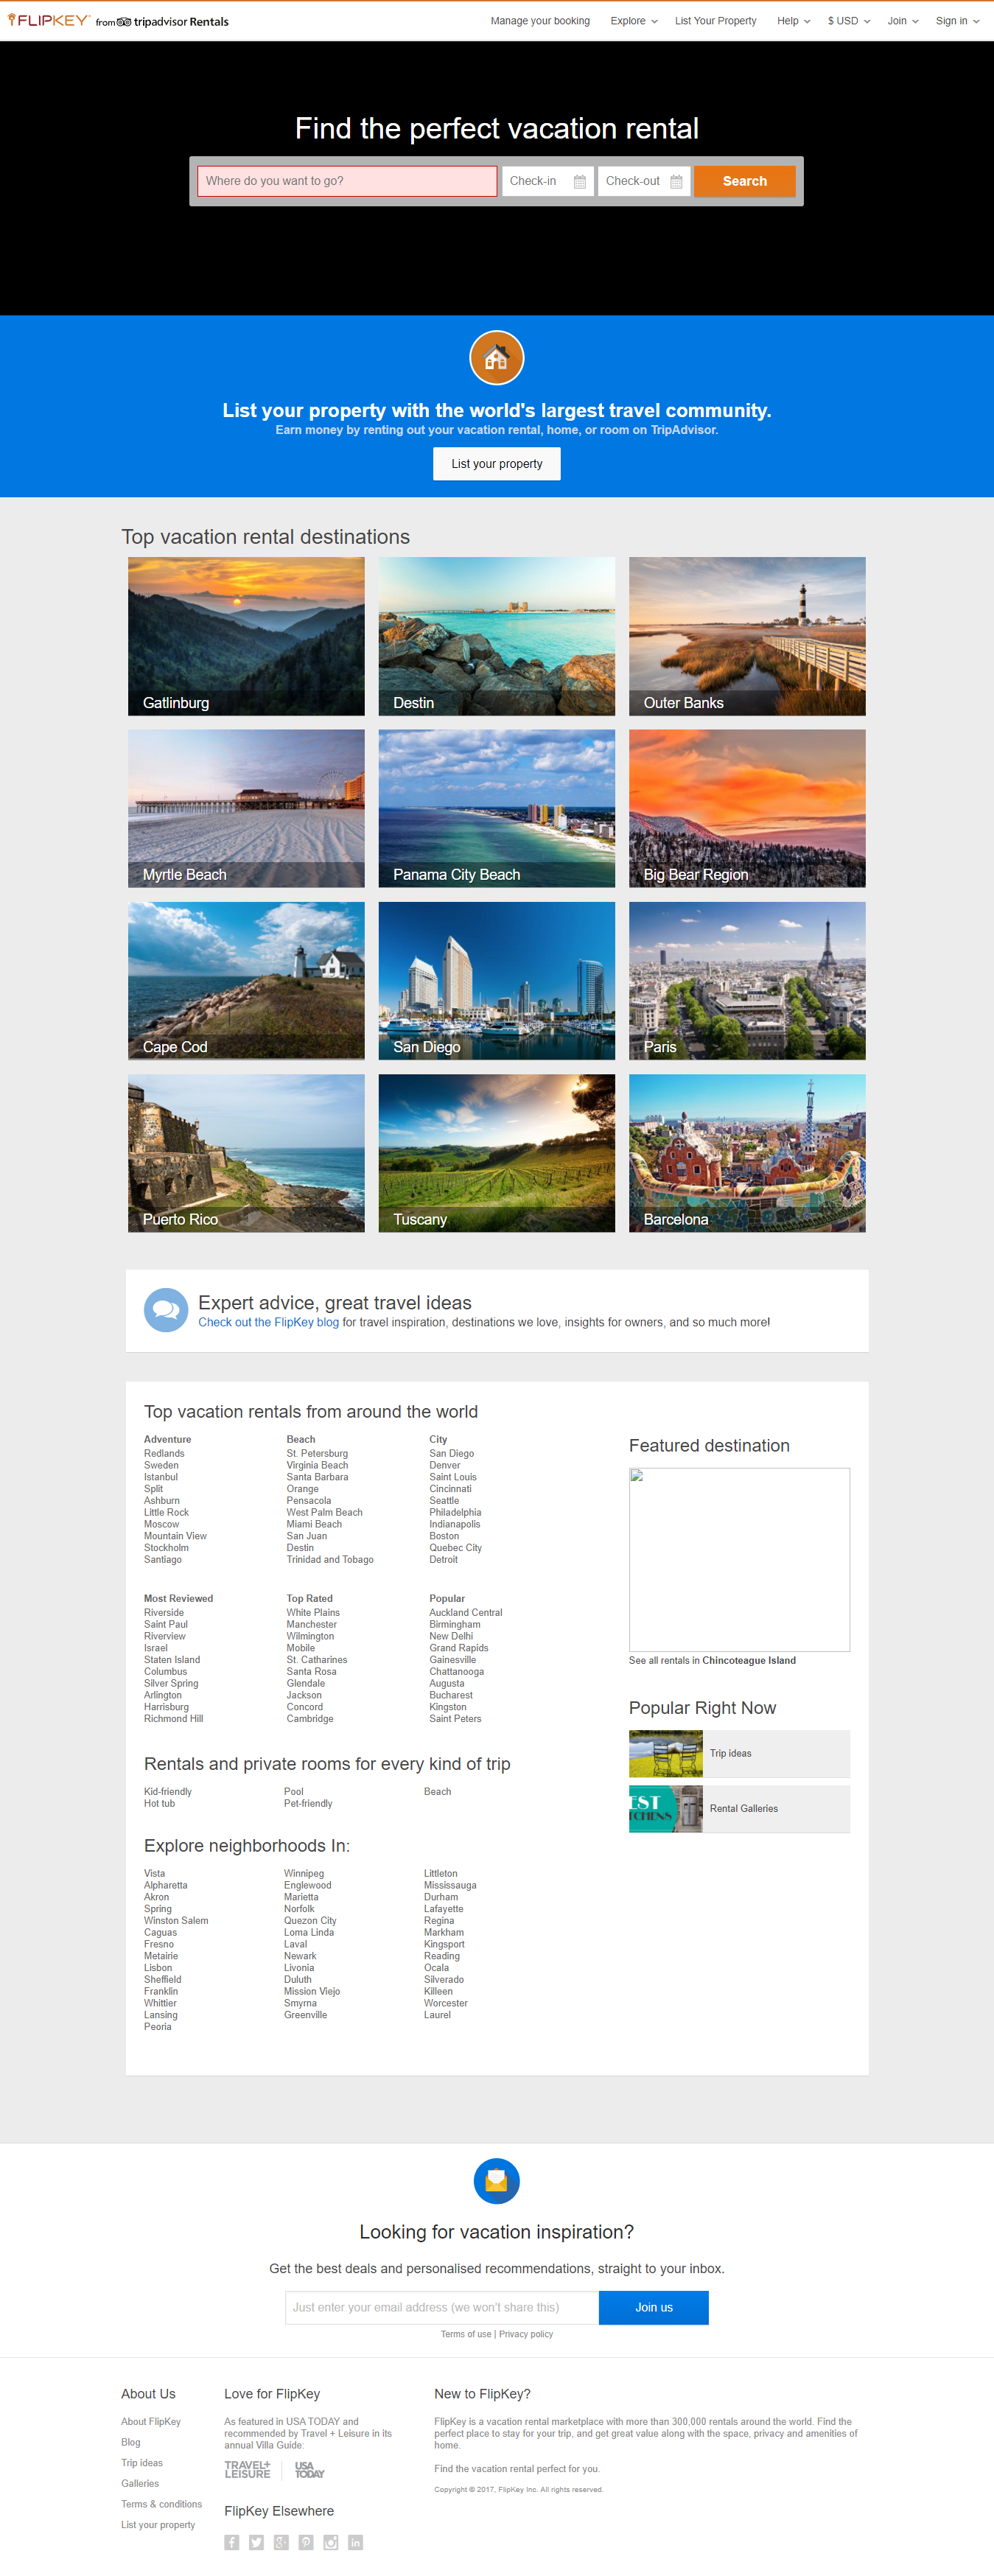 FLIPKEY from tripadvisor Rentals
Manage your booking Explore List Your Property Help $ USD Join Sign in
Find the perfect vacation rental
Where do you want to go? Check-in Check-out Search
List your property with the world's largest travel community.
Earn money by renting out your vacation rental, home, or room on TripAdvisor.
List your property
Top vacation rental destinations
Gatlinburg
Destin
Outer Banks
Myrtle Beach
Panama City Beach
Big Bear Region
Cape Cod
San Diego
Paris
Puerto Rico
Tuscany
Barcelona
Expert advice, great travel ideas
Check out the FlipKey blog for travel inspiration, destinations we love, insights for owners, and so much more!
Top vacation rentals from around the world
Adventure
Redlands
Sweden
Istanbul
Split
Ashburn
Little Rock
Moscow
Mountain View
Stockholm
Santiago
Beach
St. Petersburg
Virginia Beach
Santa Barbara
Orange
Pensacola
West Palm Beach
Miami Beach
San Juan
Destin
Trinidad and Tobago
City
San Diego
Denver
Saint Louis
Cincinnati
Seattle
Philadelphia
Indianapolis
Boston
Quebec City
Detroit
Most Reviewed
Riverside
Saint Paul
Riverview
Israel
Staten Island
Columbus
Silver Spring
Arlington
Harrisburg
Richmond Hill
Top Rated
White Plains
Manchester
Wilmington
Mobile
St. Catharines
Santa Rosa
Glendale
Jackson
Concord
Cambridge
Popular
Auckland Central
Birmingham
New Delhi
Grand Rapids
Gainesville
Chattanooga
Augusta
Bucharest
Kingston
Saint Peters
Rentals and private rooms for every kind of trip
Kid-friendly
Hot tub
Pool
Pet-friendly
Beach
Explore neighborhoods In:
Vista
Alpharetta
Akron
Spring
Winston Salem
Caguas
Fresno
Metairie
Lisbon
Sheffield
Franklin
Whittier
Lansing
Peoria
Winnipeg
Englewood
Marietta
Norfolk
Quezon City
Loma Linda
Laval
Newark
Livonia
Duluth
Mission Viejo
Smyrna
Greenville
Littleton
Mississauga
Durham
Lafayette
Regina
Markham
Kingsport
Reading
Ocala
Silverado
Killeen
Worcester
Laurel
Featured destination
See all rentals in Chincoteague Island
Popular Right Now
Trip ideas
Rental Galleries
Looking for vacation inspiration?
Get the best deals and personalised recommendations, straight to your inbox.
Just enter your email address (we won't share this) Join us
Terms of use | Privacy policy
About Us
About FlipKey
Blog
Trip ideas
Galleries
Terms & conditions
List your property
Love for FlipKey
As featured in USA TODAY and
recommended by Travel + Leisure in its
annual Villa Guide:
TRAVEL+
LEISURE
USA
TODAY
FlipKey Elsewhere
New to FlipKey?
FlipKey is a vacation rental marketplace with more than 300,000 rentals around the world. Find the
perfect place to stay for your trip, and get great value along with the space, privacy and amenities of
home.
Find the vacation rental perfect for you.
Copyright © 2017, FlipKey Inc. All rights reserved.